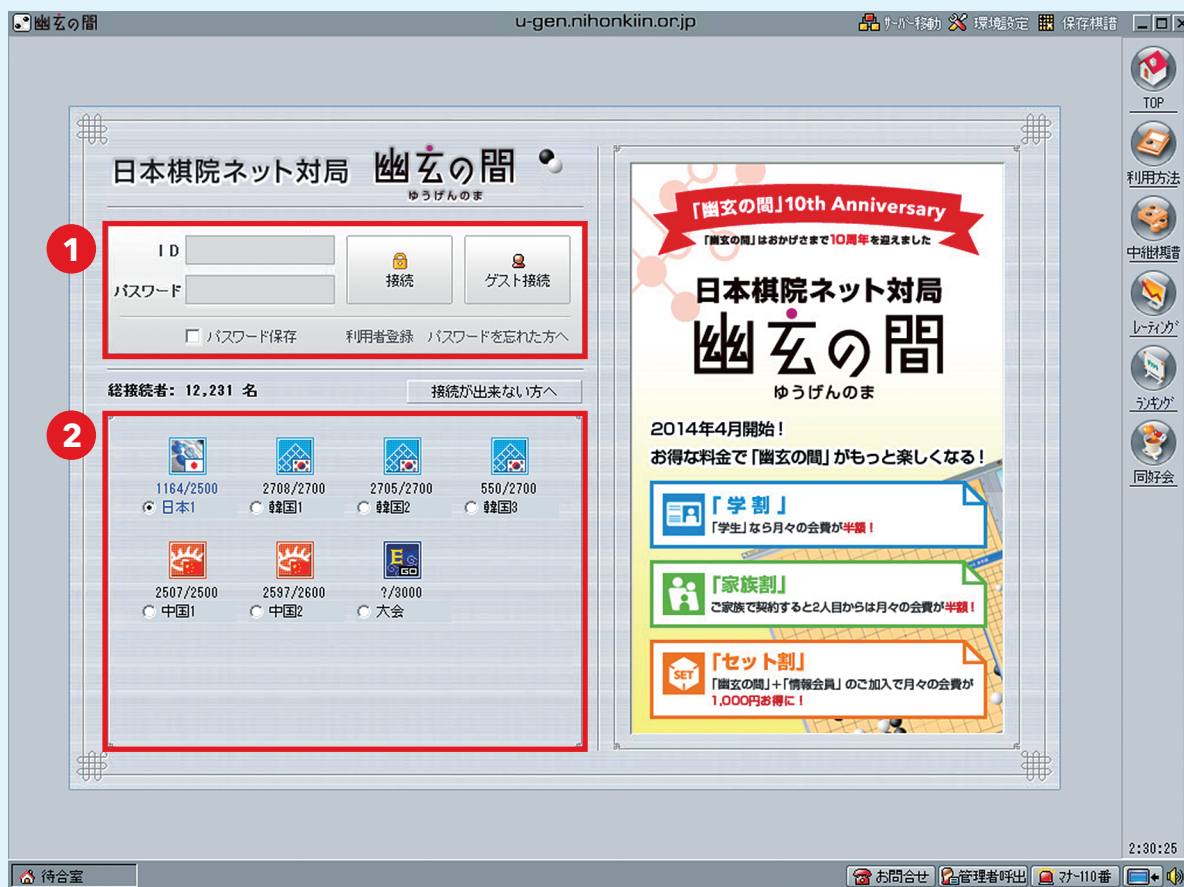 幽玄の間
u-gen.nihonkiin.or.jp
サーバー移動 環境設定 保存棋譜
TOP
利用方法
中継棋譜
レーティング
ランキング
同好会
日本棋院ネット対局 幽玄の間
ゆうげんのま
1
ID
パスワード
接続
ゲスト接続
パスワード保存 利用者登録 パスワードを忘れた方へ
総接続者: 12,231 名
接続が出来ない方へ
2
1164/2500 2708/2700 2705/2700 550/2700
日本1 韓国1 韓国2 韓国3
2507/2500 2597/2600 ?/3000
中国1 中国2 大会
E GO
「幽玄の間」10th Anniversary
「幽玄の間」はおかげさまで10周年を迎えました
日本棋院ネット対局
幽玄の間
ゆうげんのま
2014年4月開始!
お得な料金で「幽玄の間」がもっと楽しくなる!
「学割」
「学生」なら月々の会費が半額!
「家族割」
ご家族で契約すると2人目からは月々の会費が半額!
SET
「セット割」
「幽玄の間」+「情報会員」のご加入で月々の会費が
1,000円お得に!
2:30:25
待合室
お問合せ 管理者呼出 マナー110番